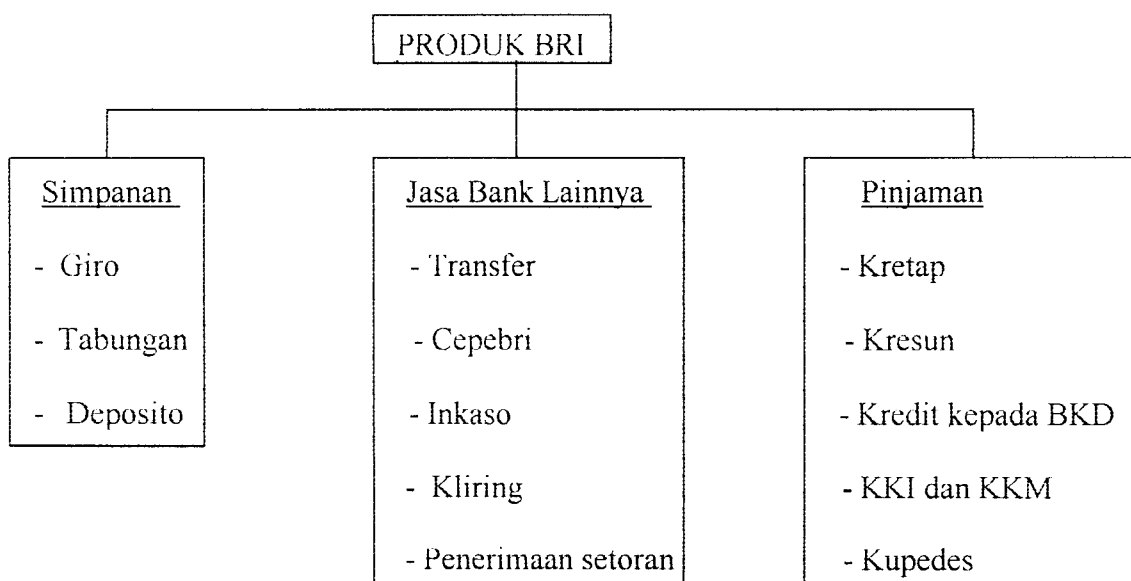 PRODUK BRI
Simpanan
- Giro
- Tabungan
- Deposito
Jasa Bank Lainnya
- Transfer
- Cepebri
- Inkaso
- Kliring
- Penerimaan setoran
Pinjaman
- Kretap
- Kresun
- Kredit kepada BKD
- KKI dan KKM
- Kupedes